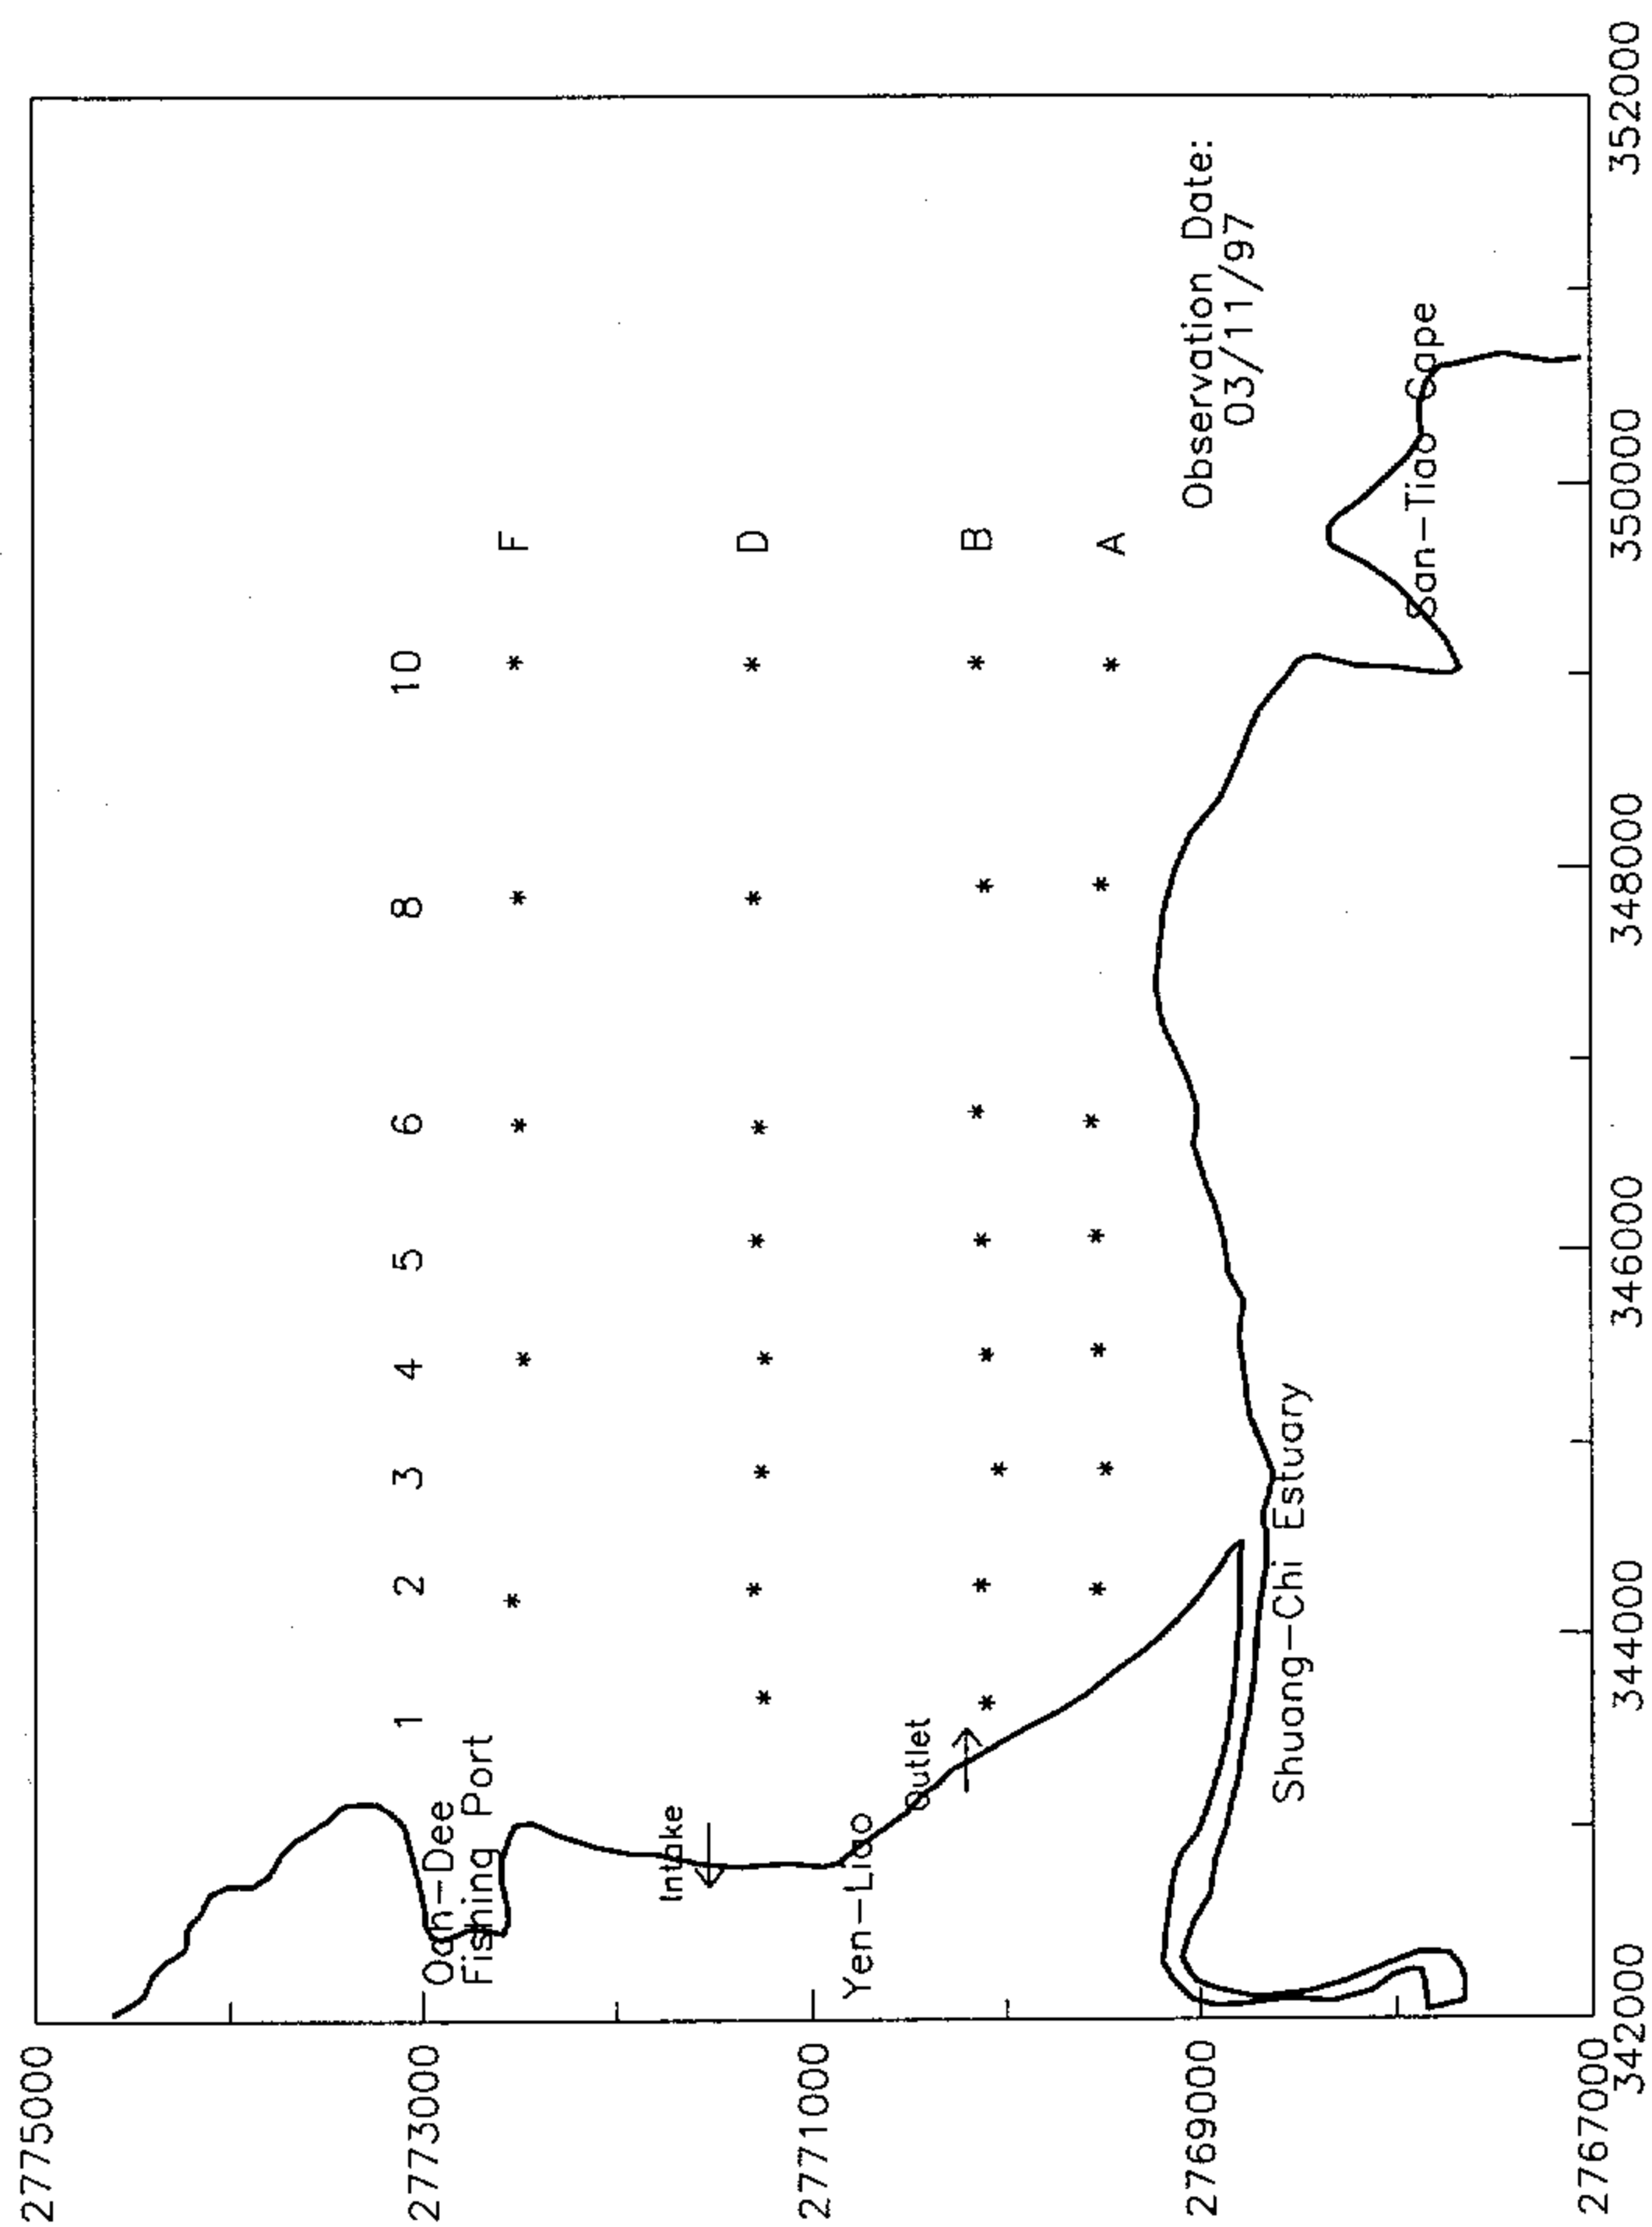 2775000
2773000
2771000
2769000
2767000
342000
344000
346000
348000
350000
352000
1
2
3
4
5
6
8
10
F
D
B
A
Oah-Dee
Fishing Port
Intake
Yen-Liao
Outlet
Shuang-Chi Estuary
San-Tiao Cape
Observation Date:
03/11/97